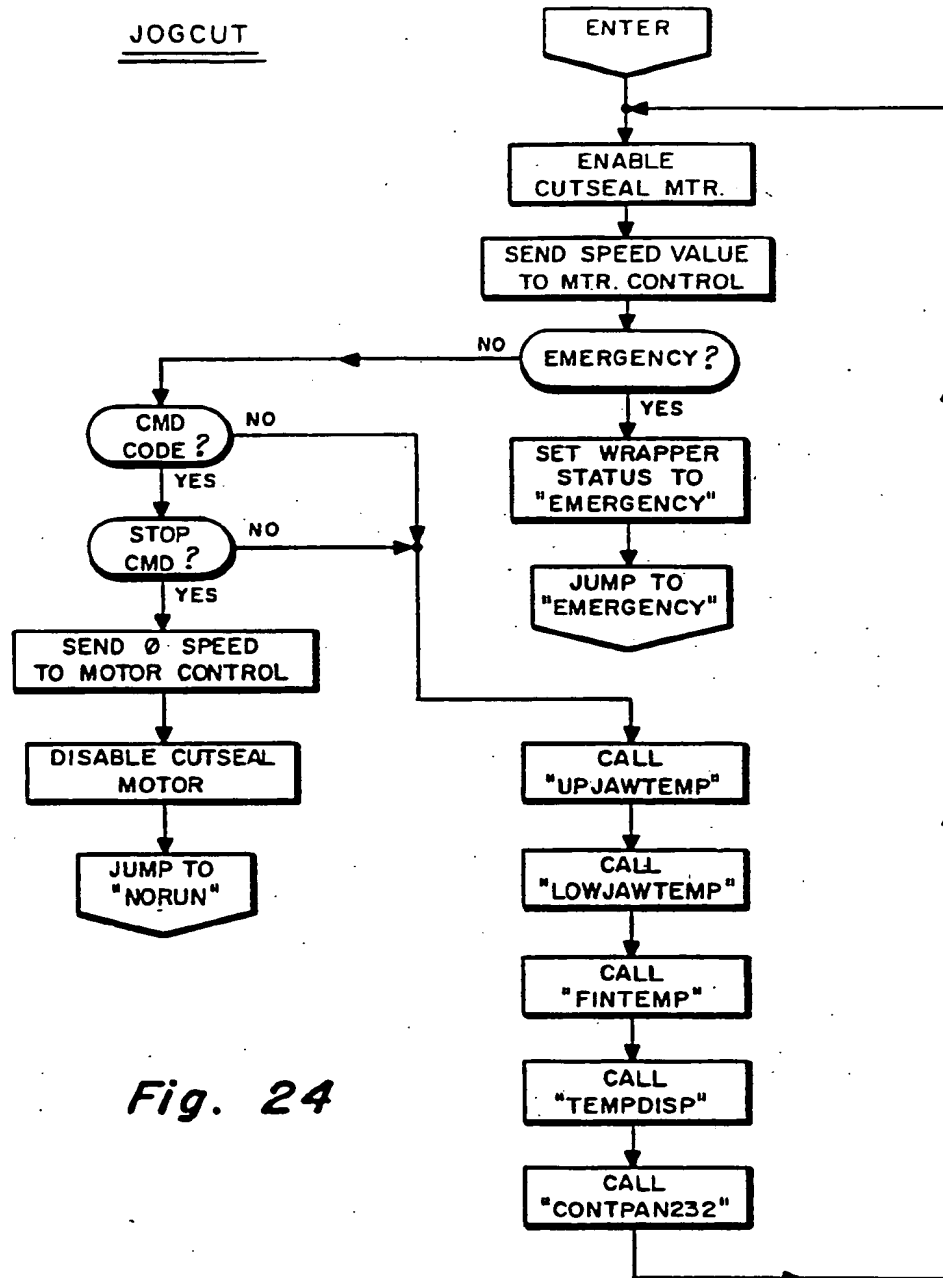 JOGCUT
ENTER
ENABLE
CUTSEAL MTR.
SEND SPEED VALUE
TO MTR. CONTROL
EMERGENCY?
NO
YES
CMD
CODE?
NO
YES
SET WRAPPER
STATUS TO
"EMERGENCY"
STOP
CMD?
NO
YES
JUMP TO
"EMERGENCY"
SEND Ø SPEED
TO MOTOR CONTROL
DISABLE CUTSEAL
MOTOR
JUMP TO
"NORUN"
CALL
"UPJAWTEMP"
CALL
"LOWJAWTEMP"
CALL
"FINTEMP"
CALL
"TEMPDISP"
CALL
"CONTPAN232"
Fig. 24